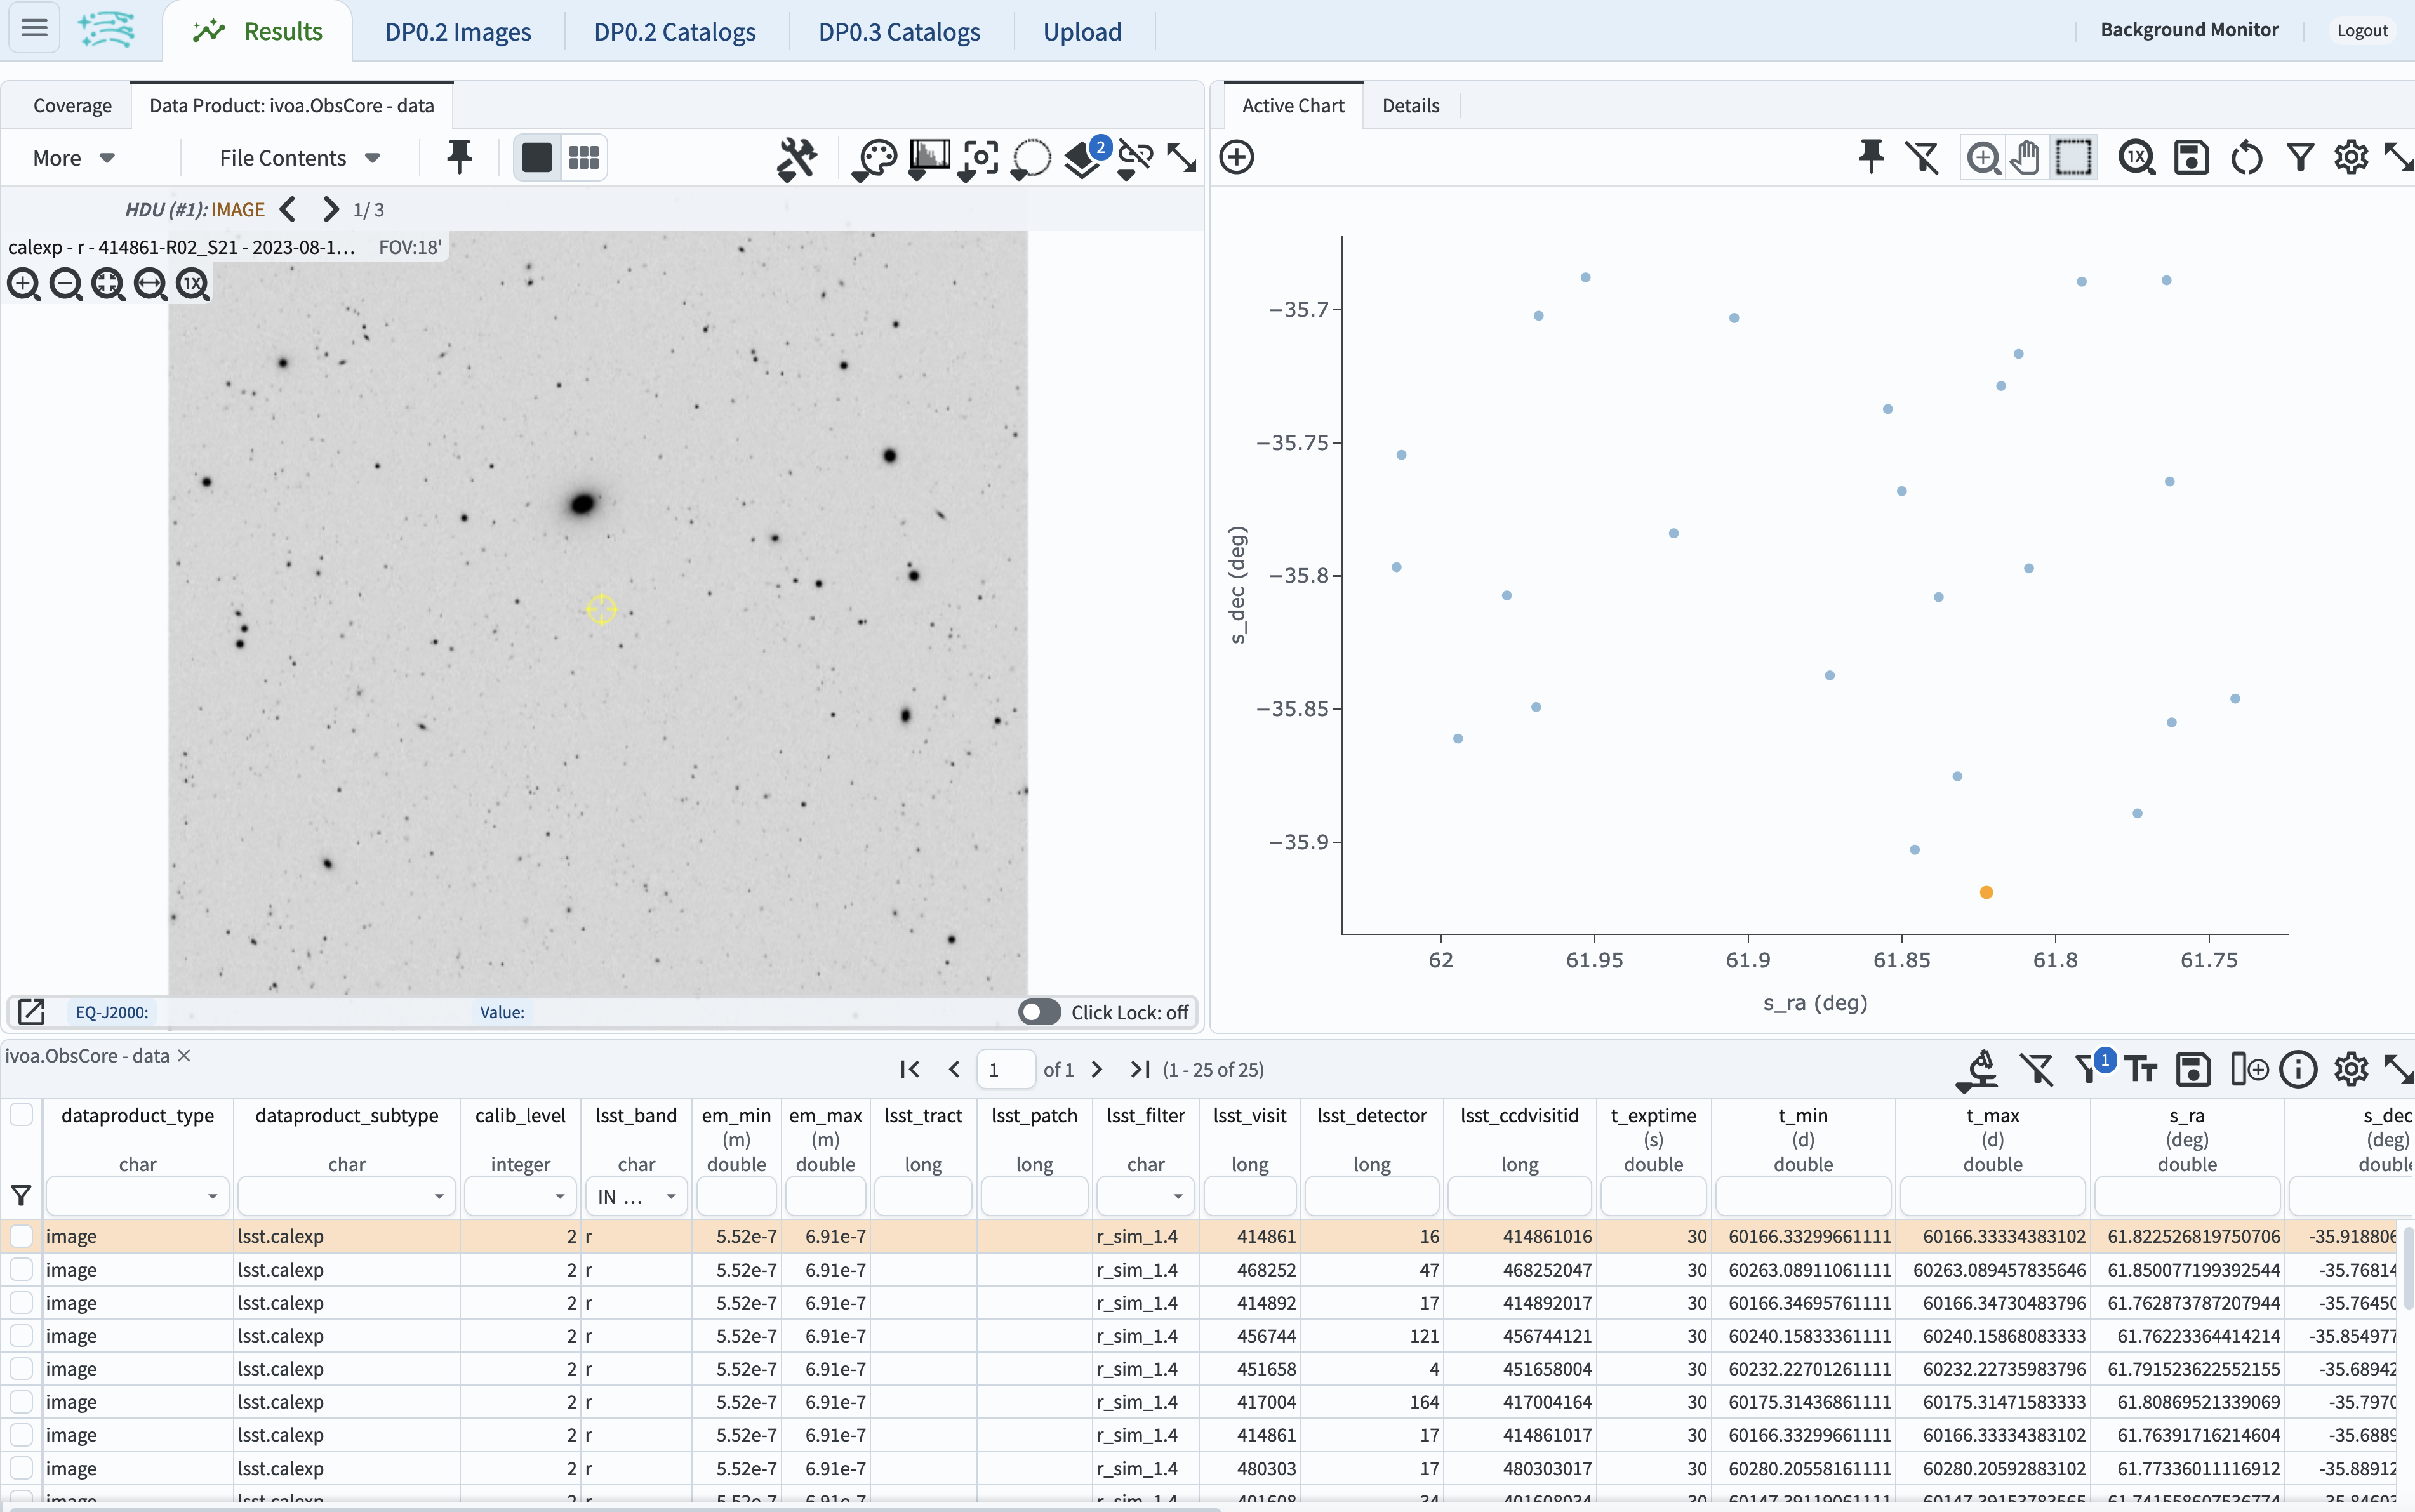 Results DP0.2 Images DP0.2 Catalogs DP0.3 Catalogs Upload Background Monitor Logout
Coverage Data Product: ivoa.ObsCore - data
More File Contents 2
HDU (#1): IMAGE 1/ 3
calexp - r - 414861-R02_S21 - 2023-08-1… FOV:18'
1X
EQ-J2000: Value: Click Lock: off
Active Chart Details
1X
−35.7
−35.75
−35.8
−35.85
−35.9
s_dec (deg)
62 61.95 61.9 61.85 61.8 61.75
s_ra (deg)
ivoa.ObsCore - data 1 of 1 (1 - 25 of 25) 1
dataproduct_type dataproduct_subtype calib_level lsst_band em_min em_max lsst_tract lsst_patch lsst_filter lsst_visit lsst_detector lsst_ccdvisitid t_exptime t_min t_max s_ra s_dec
(m) (m) (s) (d) (d) (deg) (deg)
char char integer char double double long long char long long long double double double double double
IN …
image lsst.calexp 2 r 5.52e-7 6.91e-7 r_sim_1.4 414861 16 414861016 30 60166.33299661111 60166.33334383102 61.822526819750706 -35.918806
image lsst.calexp 2 r 5.52e-7 6.91e-7 r_sim_1.4 468252 47 468252047 30 60263.08911061111 60263.089457835646 61.850077199392544 -35.76814
image lsst.calexp 2 r 5.52e-7 6.91e-7 r_sim_1.4 414892 17 414892017 30 60166.34695761111 60166.34730483796 61.762873787207944 -35.76450
image lsst.calexp 2 r 5.52e-7 6.91e-7 r_sim_1.4 456744 121 456744121 30 60240.15833361111 60240.15868083333 61.76223364414214 -35.854977
image lsst.calexp 2 r 5.52e-7 6.91e-7 r_sim_1.4 451658 4 451658004 30 60232.22701261111 60232.22735983796 61.791523622552155 -35.68942
image lsst.calexp 2 r 5.52e-7 6.91e-7 r_sim_1.4 417004 164 417004164 30 60175.31436861111 60175.31471583333 61.80869521339069 -35.7970
image lsst.calexp 2 r 5.52e-7 6.91e-7 r_sim_1.4 414861 17 414861017 30 60166.33299661111 60166.33334383102 61.76391716214604 -35.6889
image lsst.calexp 2 r 5.52e-7 6.91e-7 r_sim_1.4 480303 17 480303017 30 60280.20558161111 60280.20592883102 61.77336011116912 -35.88912